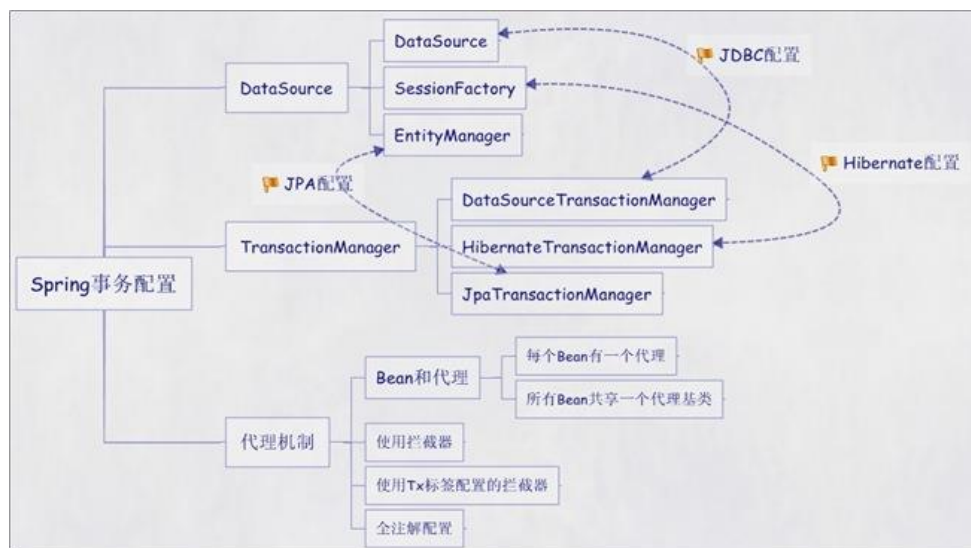 DataSource
JDBC配置
DataSource
SessionFactory
EntityManager
Hibernate配置
JPA配置
DataSourceTransactionManager
TransactionManager
HibernateTransactionManager
Spring事务配置
JpaTransactionManager
每个Bean有一个代理
Bean和代理
所有Bean共享一个代理基类
代理机制
使用拦截器
使用Tx标签配置的拦截器
全注解配置